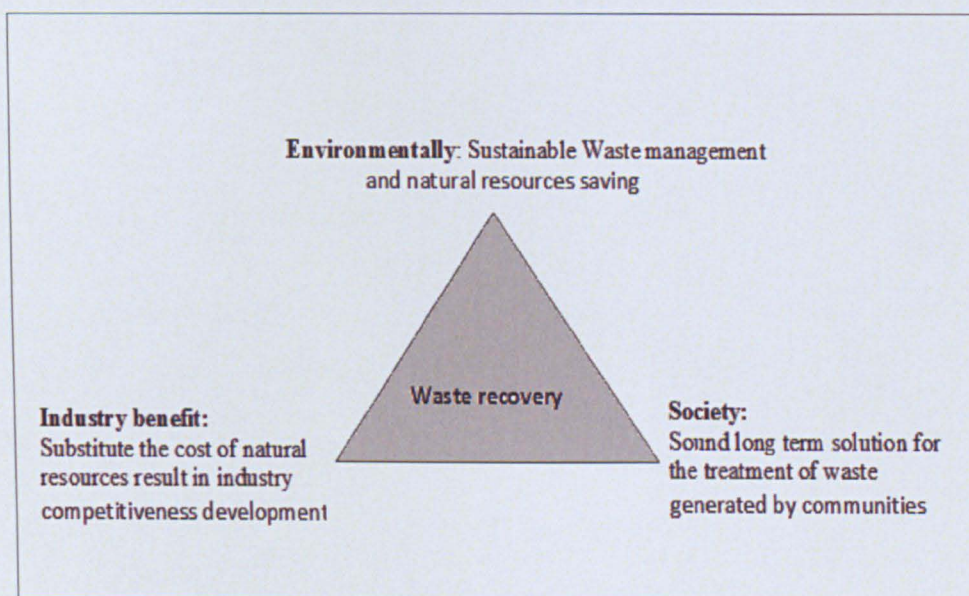 Environmentally: Sustainable Waste management
and natural resources saving
Waste recovery
Industry benefit:
Substitute the cost of natural
resources result in industry
competitiveness development
Society:
Sound long term solution for
the treatment of waste
generated by communities